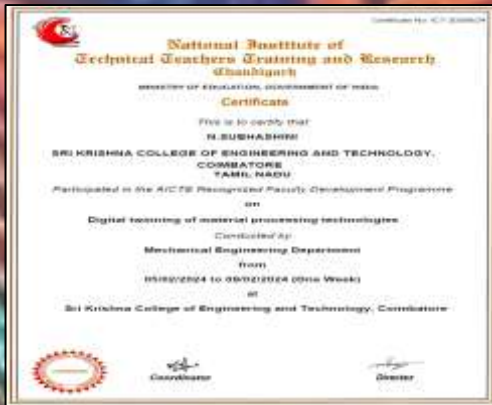 National Institute of
Technical Teachers Training and Research
Chandigarh
MINISTRY OF EDUCATION, GOVERNMENT OF INDIA
Certificate
This is to certify that
N.SUBHASHINI
SRI KRISHNA COLLEGE OF ENGINEERING AND TECHNOLOGY,
COIMBATORE
TAMIL NADU
Participated in the AICTE Recognized Faculty Development Programme
on
Digital twinning of material processing technologies
Conducted by
Mechanical Engineering Department
from
05/02/2024 to 09/02/2024 (One Week)
at
Sri Krishna College of Engineering and Technology, Coimbatore
Coordinator
Director